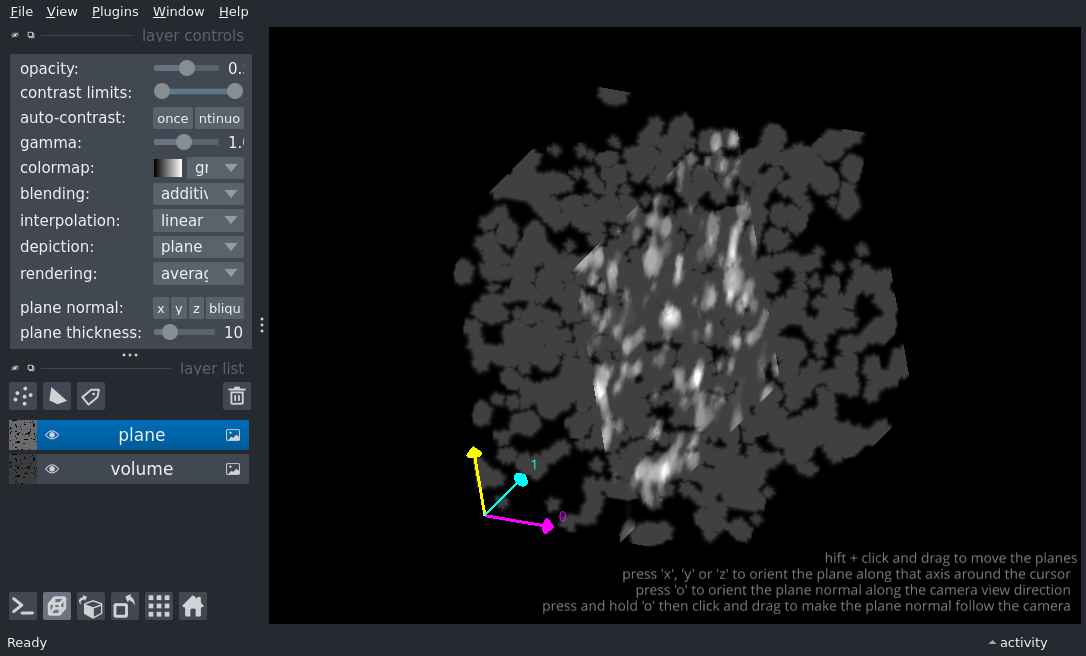 File View Plugins Window Help
layer controls
opacity: 0.
contrast limits:
auto-contrast: once ntinuo
gamma: 1.
colormap: gr
blending: additiv
interpolation: linear
depiction: plane
rendering: averag
plane normal: x y z bliqu
plane thickness: 10
layer list
plane
volume
1
0
hift + click and drag to move the planes
press 'x', 'y' or 'z' to orient the plane along that axis around the cursor
press 'o' to orient the plane normal along the camera view direction
press and hold 'o' then click and drag to make the plane normal follow the camera
Ready activity